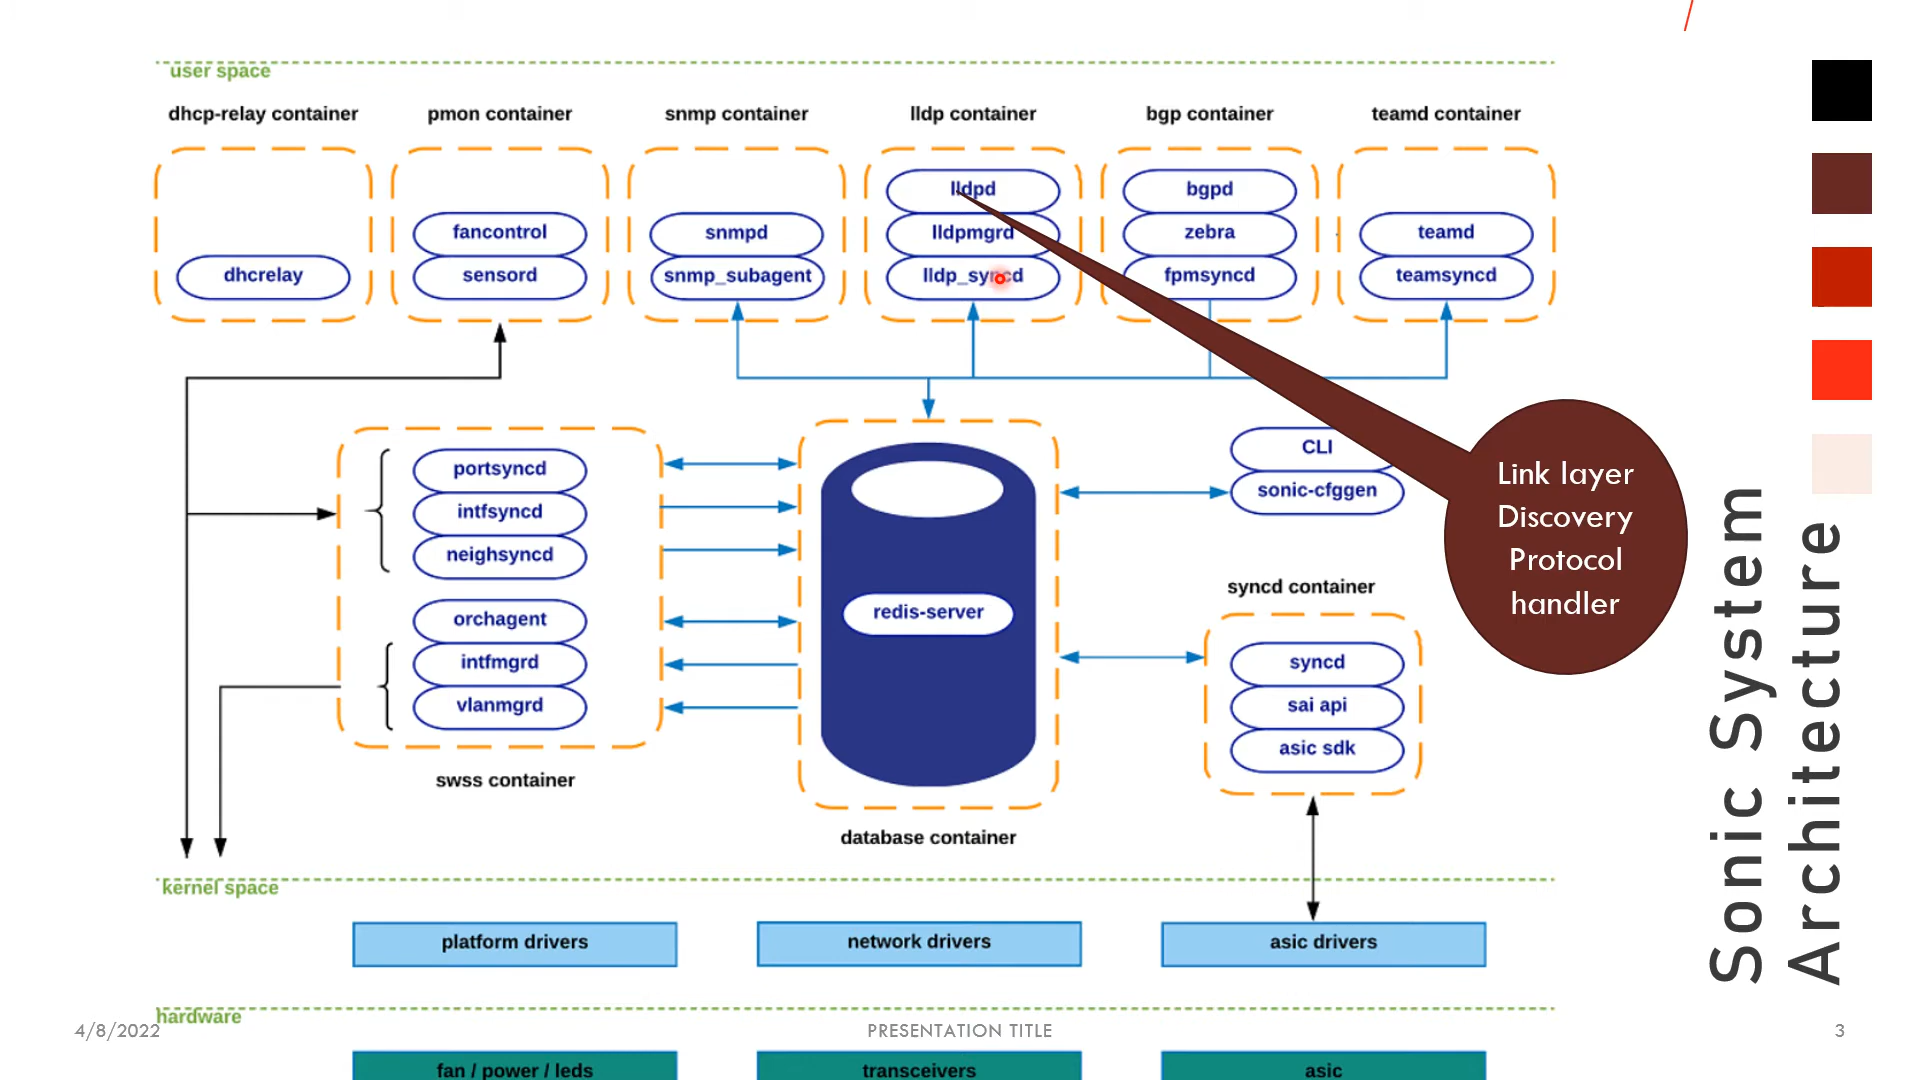 user space
dhcp-relay container
pmon container
snmp container
lldp container
bgp container
teamd container
dhcrelay
fancontrol
sensord
snmpd
snmp_subagent
lldpd
lldpmgrd
lldp_syncd
bgpd
zebra
fpmsyncd
teamd
teamsyncd
portsyncd
intfsyncd
neighsyncd
orchagent
intfmgrd
vlanmgrd
swss container
redis-server
database container
CLI
sonic-cfggen
syncd container
syncd
sai api
asic sdk
Link layer
Discovery
Protocol
handler
Sonic System
Architecture
kernel space
platform drivers
network drivers
asic drivers
hardware
fan / power / leds
transceivers
asic
4/8/2022
PRESENTATION TITLE
3